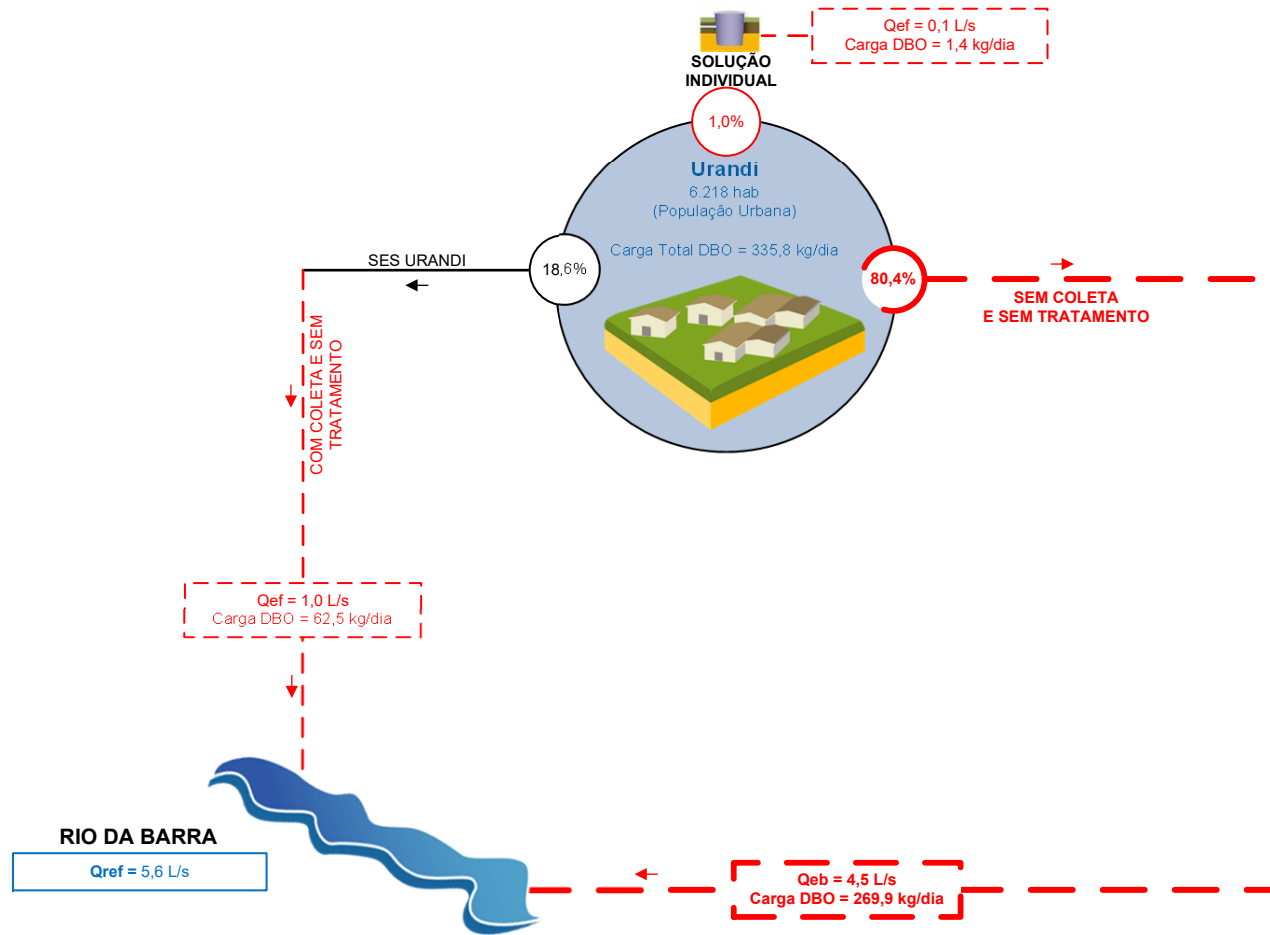 Qef = 0,1 L/s
Carga DBO = 1,4 kg/dia
SOLUÇÃO
INDIVIDUAL
1,0%
Urandi
6.218 hab
(População Urbana)
Carga Total DBO = 335,8 kg/dia
SES URANDI
18,6%
80,4%
SEM COLETA
E SEM TRATAMENTO
COM COLETA E SEM
TRATAMENTO
Qef = 1,0 L/s
Carga DBO = 62,5 kg/dia
RIO DA BARRA
Qref = 5,6 L/s
Qeb = 4,5 L/s
Carga DBO = 269,9 kg/dia